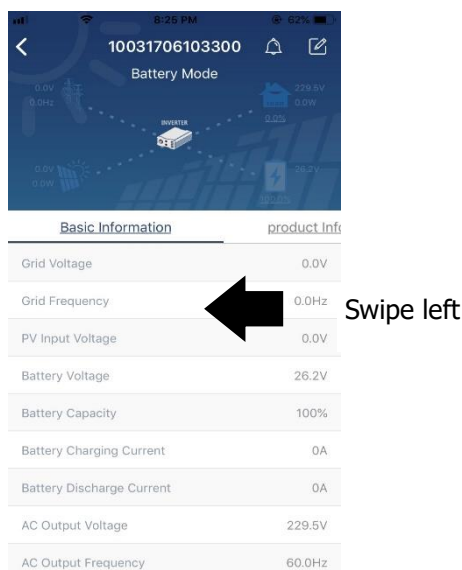 8:25 PM 62%
10031706103300
Battery Mode
0.0V
0.0Hz
229.5V
0.0W
0.0%
INVERTER
0.0V
0.0W
26.2V
Basic Information product Info
Grid Voltage 0.0V
Grid Frequency 0.0Hz
PV Input Voltage 0.0V
Battery Voltage 26.2V
Battery Capacity 100%
Battery Charging Current 0A
Battery Discharge Current 0A
AC Output Voltage 229.5V
AC Output Frequency 60.0Hz
Swipe left